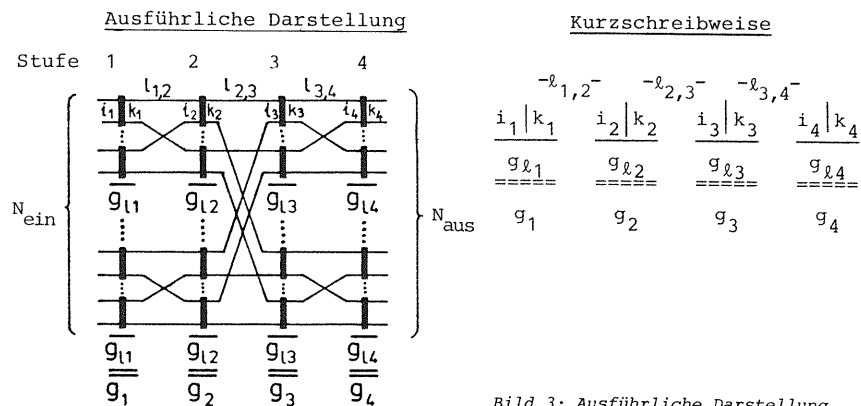 Ausführliche Darstellung
Kurzschreibweise
Stufe 1 2 3 4
l1,2 l2,3 l3,4
i1 k1 i2 k2 i3 k3 i4 k4
gl1 gl2 gl3 gl4
Nein
Naus
gl1 gl2 gl3 gl4
g1 g2 g3 g4
-ℓ1,2- -ℓ2,3- -ℓ3,4-
i1|k1 i2|k2 i3|k3 i4|k4
gℓ1 gℓ2 gℓ3 gℓ4
===== ===== ===== =====
g1 g2 g3 g4
Bild 3: Ausführliche Darstellung